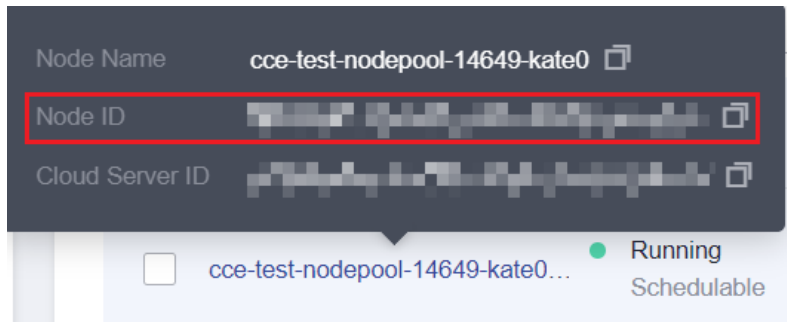 Node Name cce-test-nodepool-14649-kate0
Node ID
Cloud Server ID
cce-test-nodepool-14649-kate0... Running
Schedulable